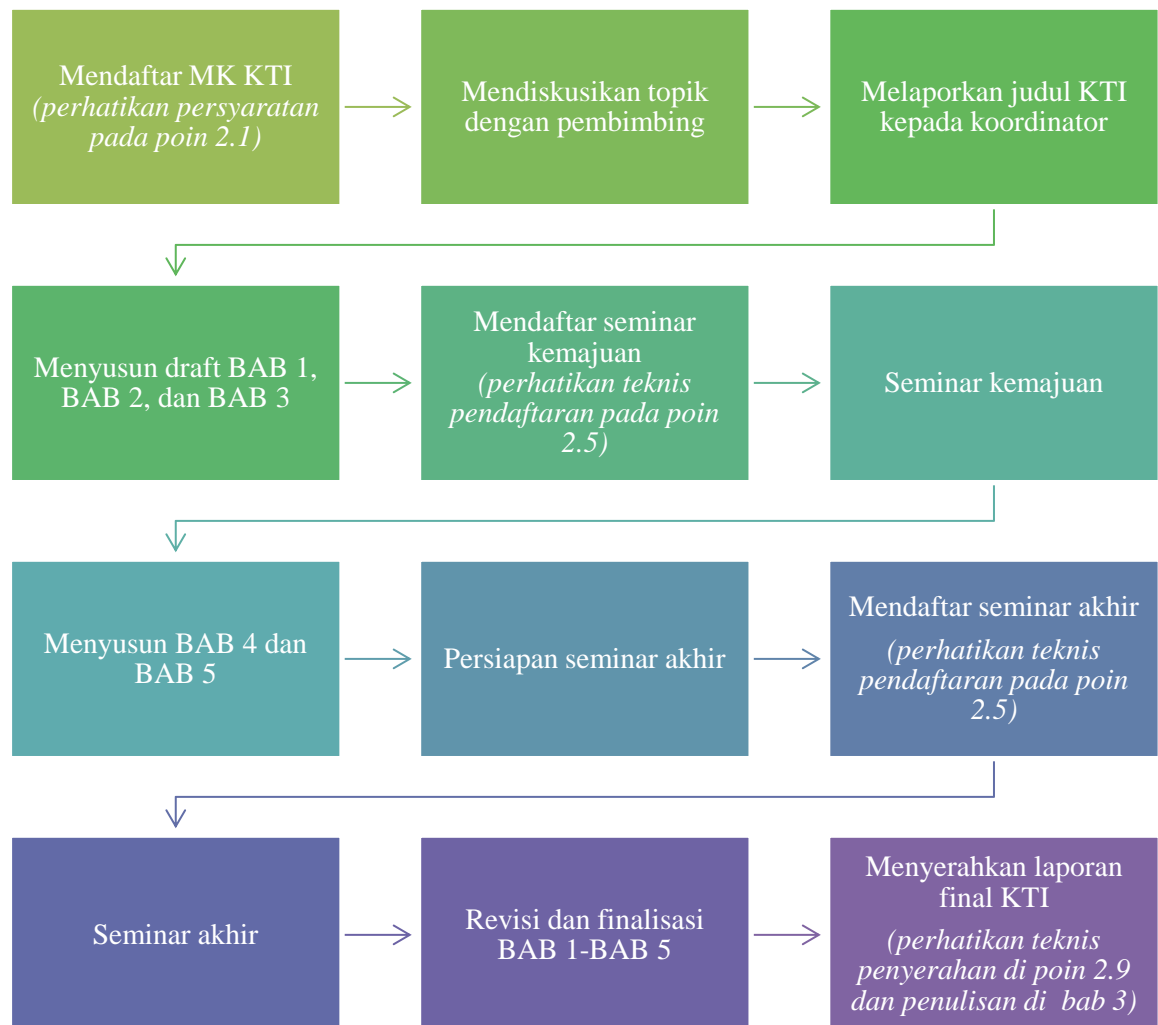 Mendaftar MK KTI
(perhatikan persyaratan
pada poin 2.1)
Mendiskusikan topik
dengan pembimbing
Melaporkan judul KTI
kepada koordinator
Menyusun draft BAB 1,
BAB 2, dan BAB 3
Mendaftar seminar
kemajuan
(perhatikan teknis
pendaftaran pada poin
2.5)
Seminar kemajuan
Menyusun BAB 4 dan
BAB 5
Persiapan seminar akhir
Mendaftar seminar akhir
(perhatikan teknis
pendaftaran pada poin
2.5)
Seminar akhir
Revisi dan finalisasi
BAB 1-BAB 5
Menyerahkan laporan
final KTI
(perhatikan teknis
penyerahan di poin 2.9
dan penulisan di  bab 3)